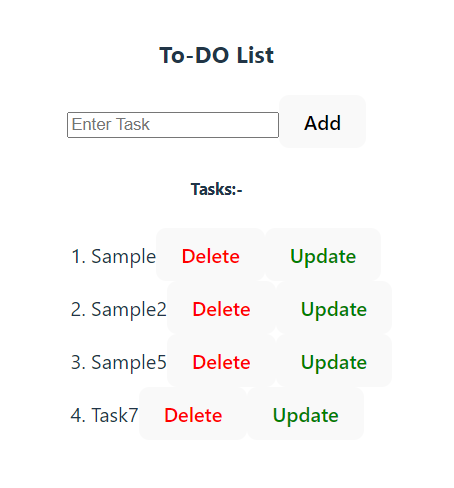 To-DO List
Enter Task Add
Tasks:-
1. Sample Delete Update
2. Sample2 Delete Update
3. Sample5 Delete Update
4. Task7 Delete Update